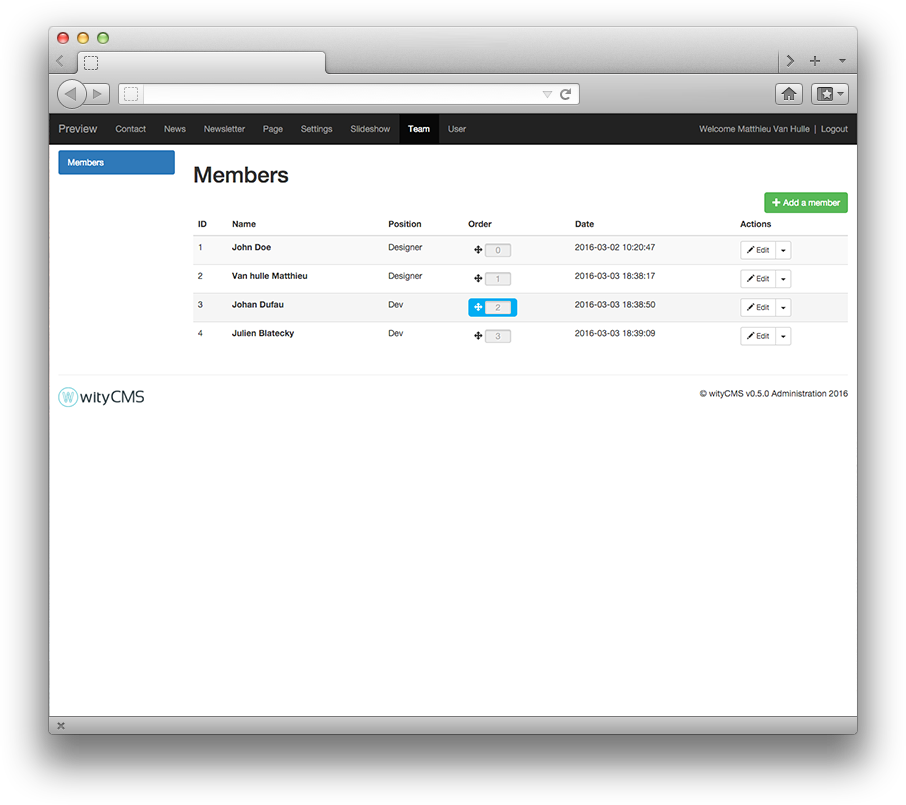 Preview Contact News Newsletter Page Settings Slideshow Team User Welcome Matthieu Van Hulle | Logout
Members
Members
+ Add a member
ID Name Position Order Date Actions
1 John Doe Designer 0 2016-03-02 10:20:47 Edit
2 Van hulle Matthieu Designer 1 2016-03-03 18:38:17 Edit
3 Johan Dufau Dev 2 2016-03-03 18:38:50 Edit
4 Julien Blatecky Dev 3 2016-03-03 18:39:09 Edit
W wityCMS © wityCMS v0.5.0 Administration 2016